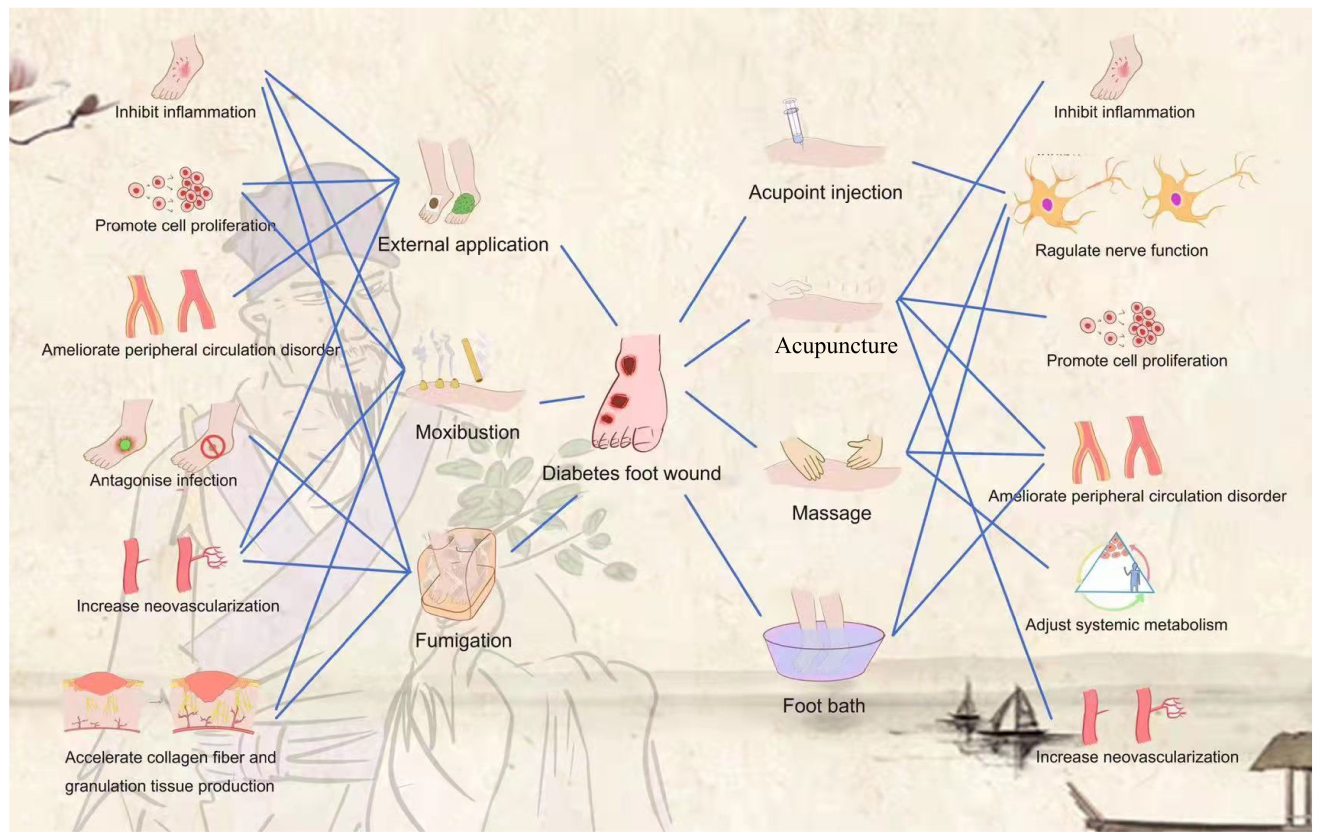 Inhibit inflammation
Promote cell proliferation
Ameliorate peripheral circulation disorder
Antagonise infection
Increase neovascularization
Accelerate collagen fiber and
granulation tissue production
External application
Moxibustion
Fumigation
Diabetes foot wound
Acupoint injection
Acupuncture
Massage
Foot bath
Inhibit inflammation
Ragulate nerve function
Promote cell proliferation
Ameliorate peripheral circulation disorder
Adjust systemic metabolism
Increase neovascularization